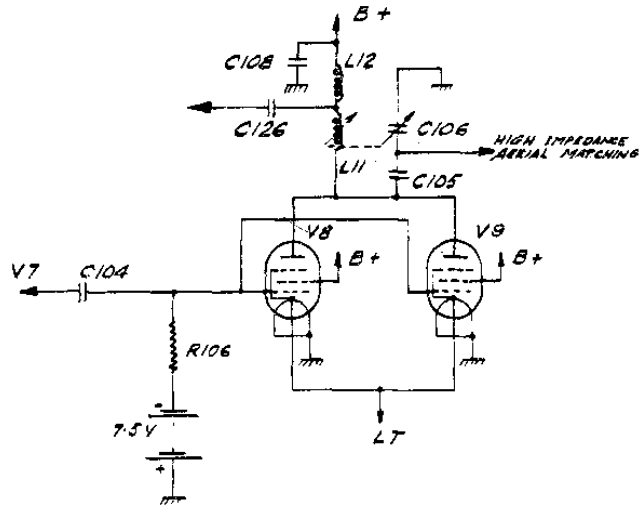 B+
C108
L12
C126
C106
HIGH IMPEDANCE
AERIAL MATCHING
L11
C105
V8
V9
V7
C104
B+
B+
R106
-
7.5V
+
LT